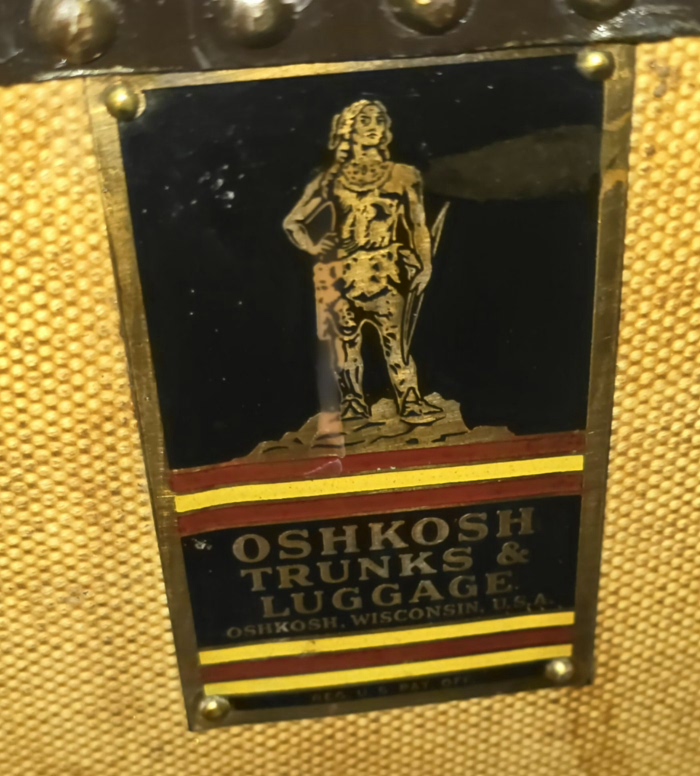 OSHKOSH
TRUNKS &
LUGGAGE
OSHKOSH, WISCONSIN, U.S.A.
REG. U.S. PAT. OFF.